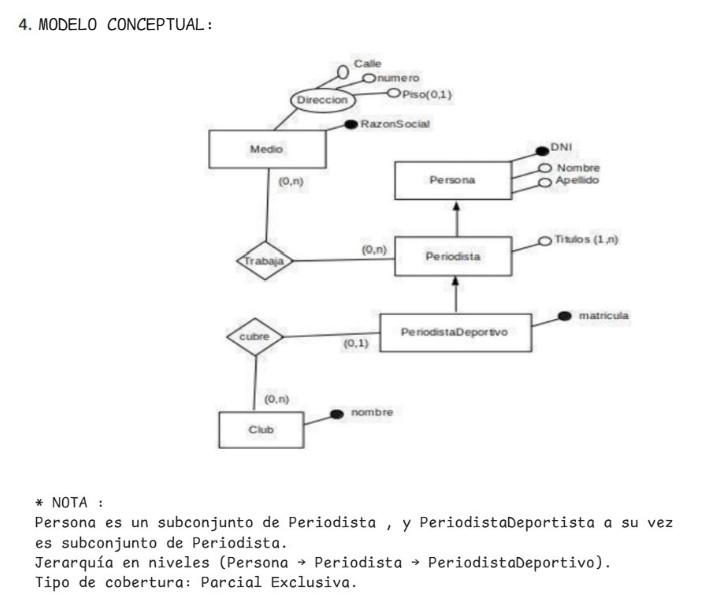 4. MODELO CONCEPTUAL:
Calle
numero
Direccion
Piso(0,1)
RazonSocial
Medio
DNI
(0,n)
Persona
Nombre
Apellido
Trabaja
(0,n)
Periodista
Titulos (1,n)
cubre
(0,1)
PeriodistaDeportivo
matricula
(0,n)
Club
nombre
* NOTA :
Persona es un subconjunto de Periodista , y PeriodistaDeportista a su vez
es subconjunto de Periodista.
Jerarquía en niveles (Persona → Periodista → PeriodistaDeportivo).
Tipo de cobertura: Parcial Exclusiva.